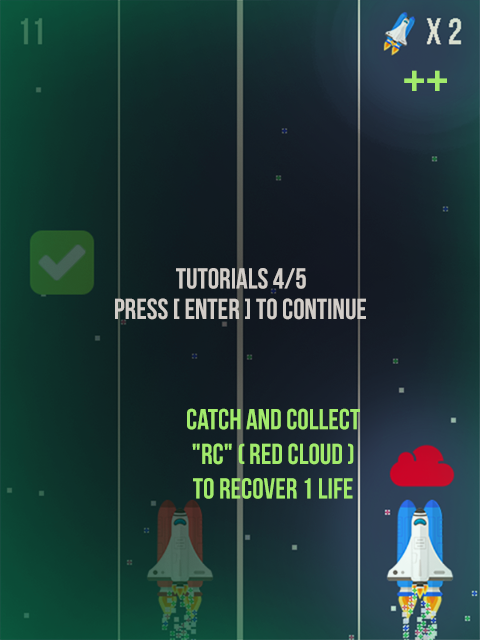 11
X 2
++
TUTORIALS 4/5
PRESS [ ENTER ] TO CONTINUE
CATCH AND COLLECT
"RC" ( RED CLOUD )
TO RECOVER 1 LIFE